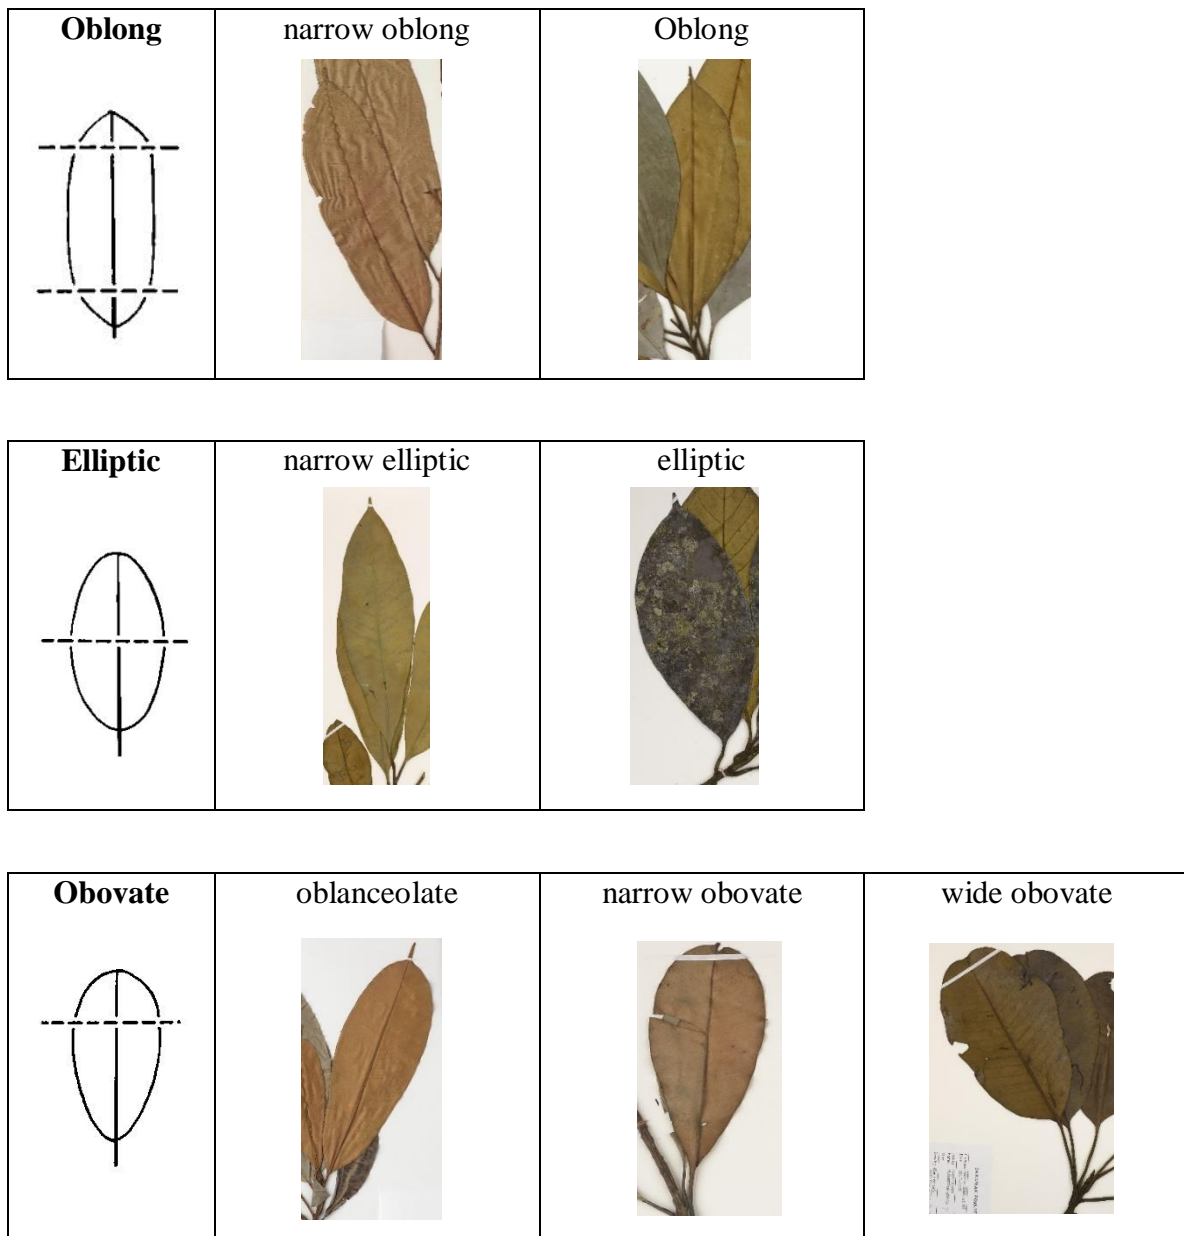 Oblong
narrow oblong
Oblong
Elliptic
narrow elliptic
elliptic
Obovate
oblanceolate
narrow obovate
wide obovate